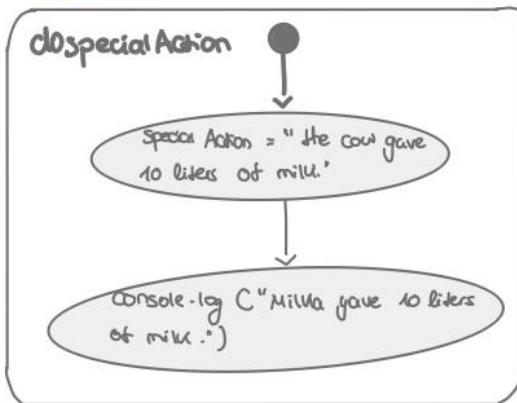 doSpecialAction
Special Action = "the cow gave
10 liters of milk."
console.log ("Milka gave 10 liters
of milk.")